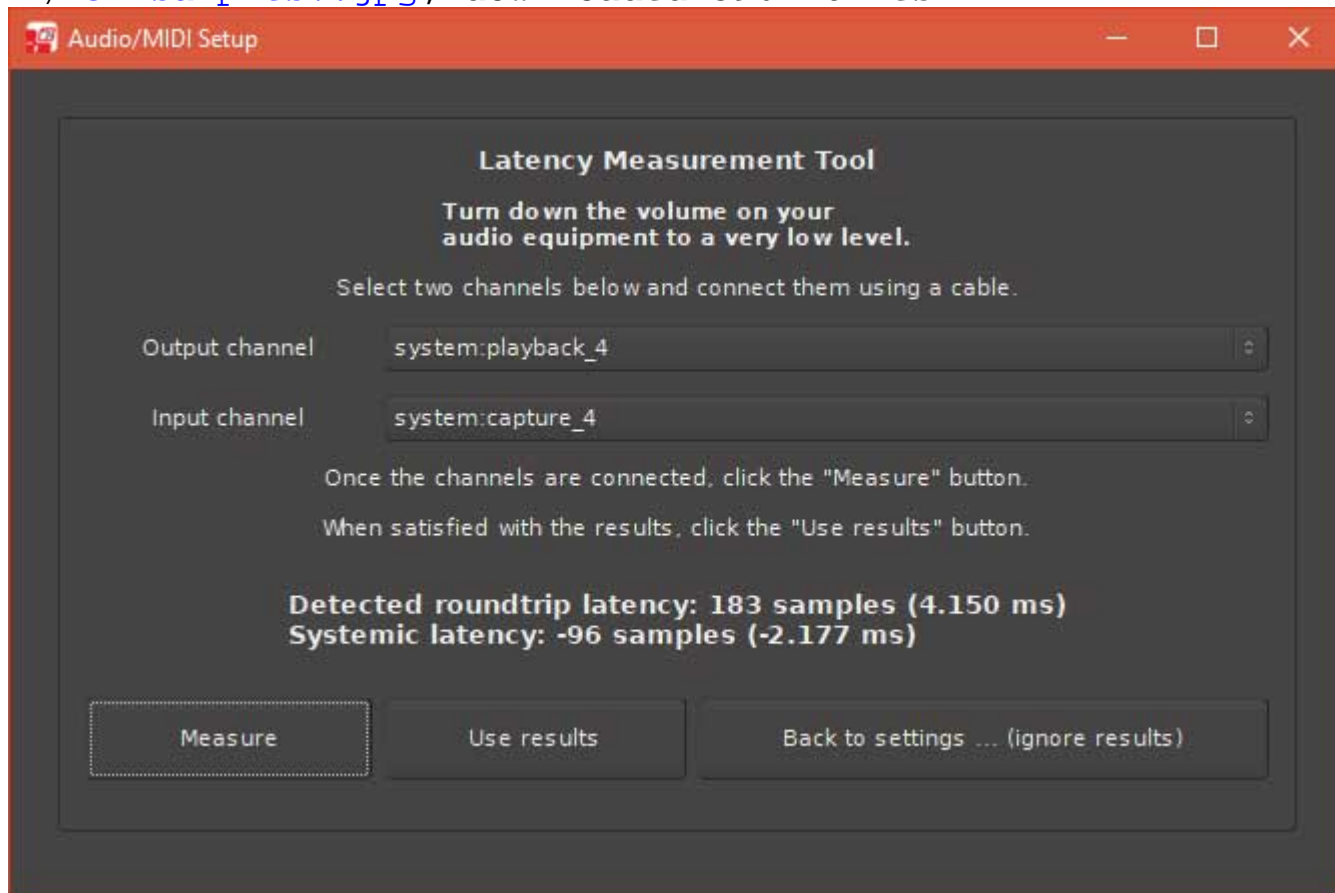 Audio/MIDI Setup
Latency Measurement Tool
Turn down the volume on your
audio equipment to a very low level.
Select two channels below and connect them using a cable.
Output channel system:playback_4
Input channel system:capture_4
Once the channels are connected, click the "Measure" button.
When satisfied with the results, click the "Use results" button.
Detected roundtrip latency: 183 samples (4.150 ms)
Systemic latency: -96 samples (-2.177 ms)
Measure Use results Back to settings ... (ignore results)